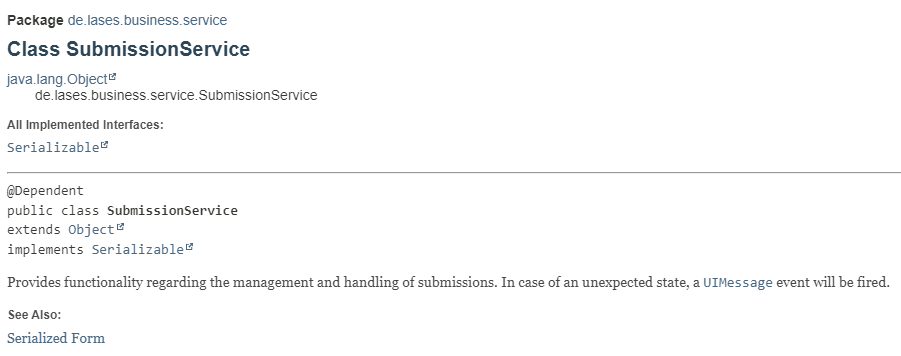 Package de.lases.business.service
Class SubmissionService
java.lang.Object
de.lases.business.service.SubmissionService
All Implemented Interfaces:
Serializable
@Dependent
public class SubmissionService
extends Object
implements Serializable
Provides functionality regarding the management and handling of submissions. In case of an unexpected state, a UIMessage event will be fired.
See Also:
Serialized Form